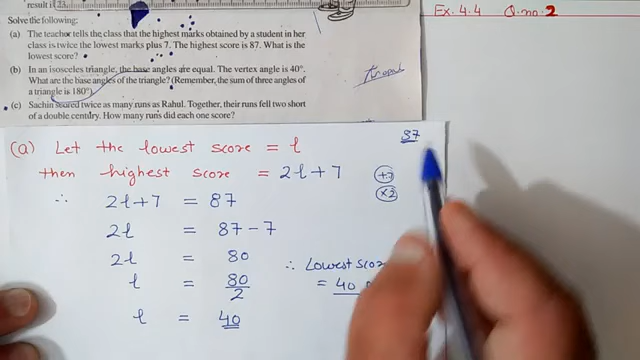 result is 23.
Ex. 4.4 Q.no. 2
Solve the following:
(a) The teacher tells the class that the highest marks obtained by a student in her
class is twice the lowest marks plus 7. The highest score is 87. What is the
lowest score?
(b) In an isosceles triangle, the base angles are equal. The vertex angle is 40°.
What are the base angles of the triangle? (Remember, the sum of three angles of
a triangle is 180°).
(c) Sachin scored twice as many runs as Rahul. Together, their runs fell two short
of a double century. How many runs did each one score?
(a) Let the lowest score = l
87
then highest score = 2l+7
+7
×2
∴ 2l+7 = 87
2l = 87-7
2l = 80
l = 80/2
l = 40
∴ Lowest score
= 40